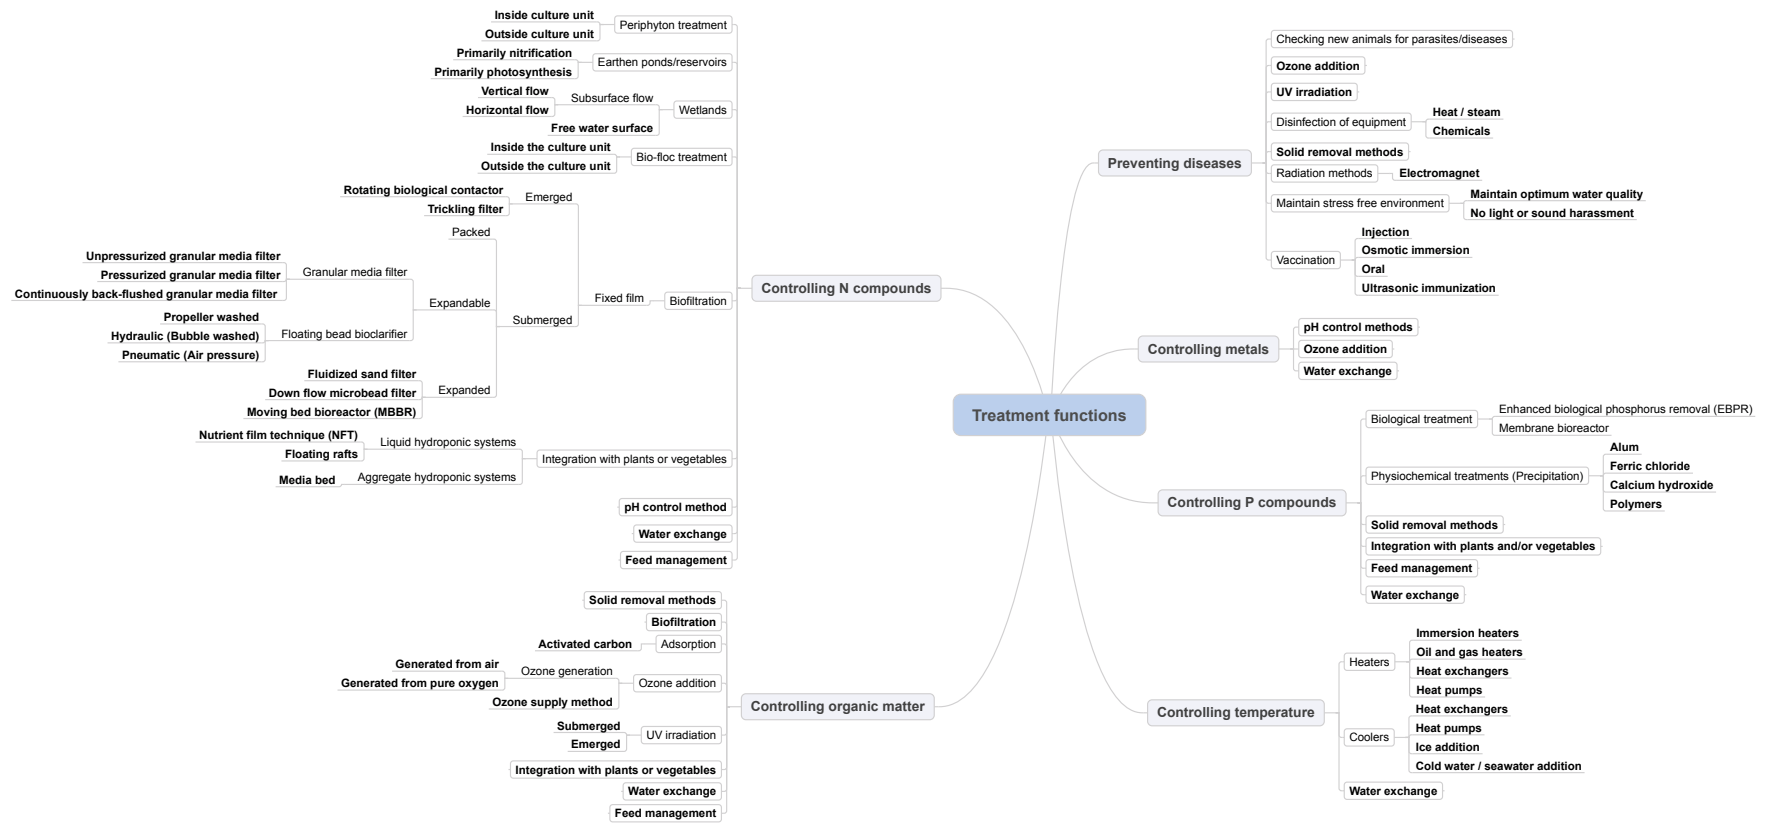 Treatment functions
Controlling N compounds
Periphyton treatment
Inside culture unit
Outside culture unit
Earthen ponds/reservoirs
Primarily nitrification
Primarily photosynthesis
Wetlands
Subsurface flow
Vertical flow
Horizontal flow
Free water surface
Bio-floc treatment
Inside the culture unit
Outside the culture unit
Biofiltration
Fixed film
Emerged
Rotating biological contactor
Trickling filter
Submerged
Packed
Expandable
Granular media filter
Unpressurized granular media filter
Pressurized granular media filter
Continuously back-flushed granular media filter
Floating bead bioclarifier
Propeller washed
Hydraulic (Bubble washed)
Pneumatic (Air pressure)
Expanded
Fluidized sand filter
Down flow microbead filter
Moving bed bioreactor (MBBR)
Integration with plants or vegetables
Liquid hydroponic systems
Nutrient film technique (NFT)
Floating rafts
Aggregate hydroponic systems
Media bed
pH control method
Water exchange
Feed management
Controlling organic matter
Solid removal methods
Biofiltration
Adsorption
Activated carbon
Ozone addition
Ozone generation
Generated from air
Generated from pure oxygen
Ozone supply method
UV irradiation
Submerged
Emerged
Integration with plants or vegetables
Water exchange
Feed management
Preventing diseases
Checking new animals for parasites/diseases
Ozone addition
UV irradiation
Disinfection of equipment
Heat / steam
Chemicals
Solid removal methods
Radiation methods
Electromagnet
Maintain stress free environment
Maintain optimum water quality
No light or sound harassment
Vaccination
Injection
Osmotic immersion
Oral
Ultrasonic immunization
Controlling metals
pH control methods
Ozone addition
Water exchange
Controlling P compounds
Biological treatment
Enhanced biological phosphorus removal (EBPR)
Membrane bioreactor
Physiochemical treatments (Precipitation)
Alum
Ferric chloride
Calcium hydroxide
Polymers
Solid removal methods
Integration with plants and/or vegetables
Feed management
Water exchange
Controlling temperature
Heaters
Immersion heaters
Oil and gas heaters
Heat exchangers
Heat pumps
Coolers
Heat exchangers
Heat pumps
Ice addition
Cold water / seawater addition
Water exchange